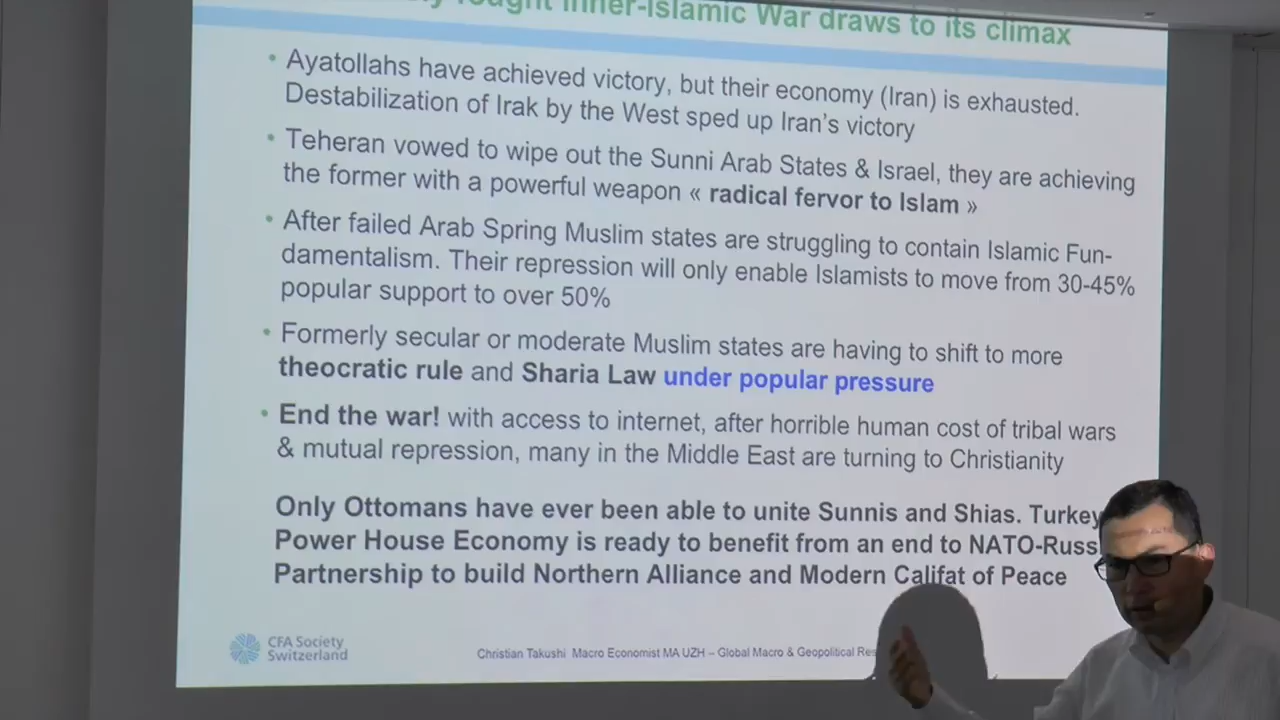 fought Inner-Islamic War draws to its climax
• Ayatollahs have achieved victory, but their economy (Iran) is exhausted.
Destabilization of Irak by the West sped up Iran's victory
• Teheran vowed to wipe out the Sunni Arab States & Israel, they are achieving
the former with a powerful weapon « radical fervor to Islam »
• After failed Arab Spring Muslim states are struggling to contain Islamic Fun-
damentalism. Their repression will only enable Islamists to move from 30-45%
popular support to over 50%
• Formerly secular or moderate Muslim states are having to shift to more
theocratic rule and Sharia Law under popular pressure
• End the war! with access to internet, after horrible human cost of tribal wars
& mutual repression, many in the Middle East are turning to Christianity
Only Ottomans have ever been able to unite Sunnis and Shias. Turkey
Power House Economy is ready to benefit from an end to NATO-Russ
Partnership to build Northern Alliance and Modern Califat of Peace
CFA Society
Switzerland
Christian Takushi Macro Economist MA UZH – Global Macro & Geopolitical Res